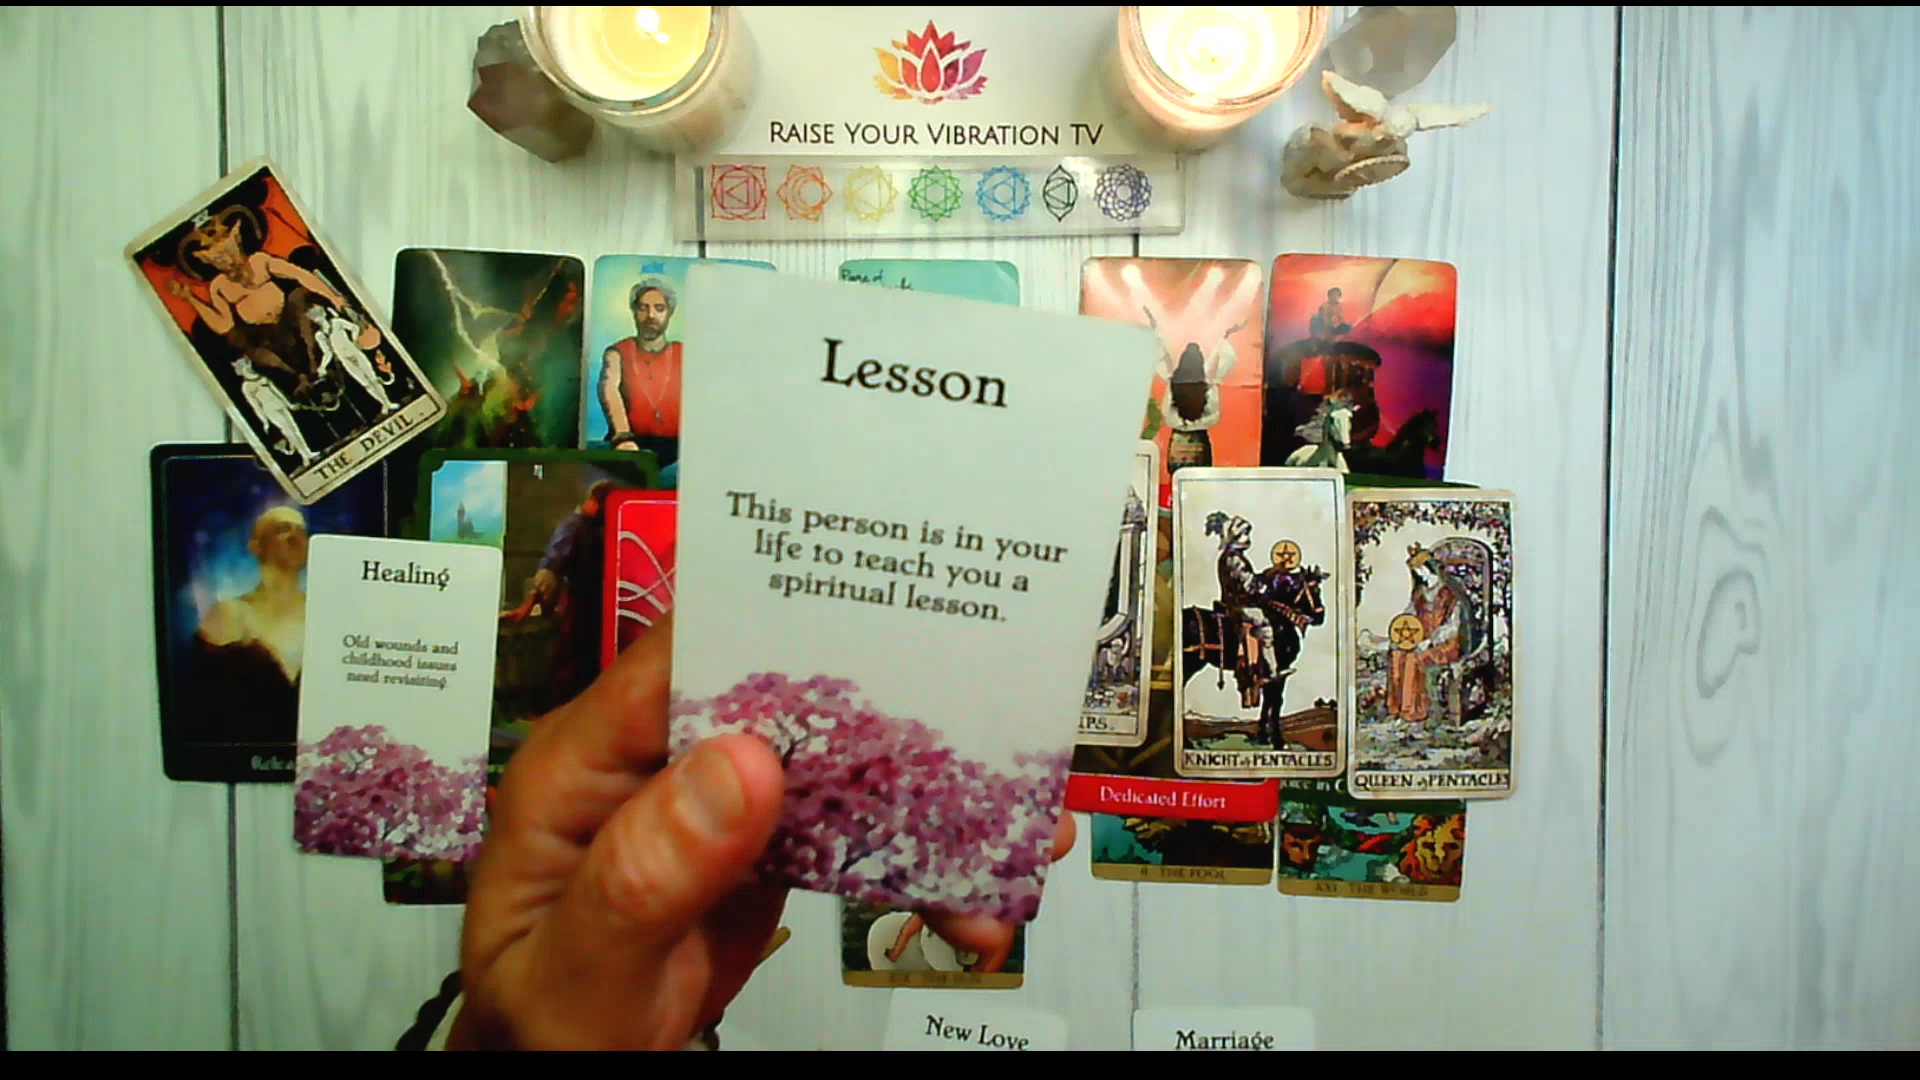 RAISE YOUR VIBRATION TV
THE DEVIL.
Lesson
This person is in your
life to teach you a
spiritual lesson.
Healing
Old wounds and
childhood issues
need revisiting.
KNIGHT of PENTACLES
QUEEN of PENTACLES
Dedicated Effort
0 THE FOOL
XXI THE WORLD
New Love
Marriage